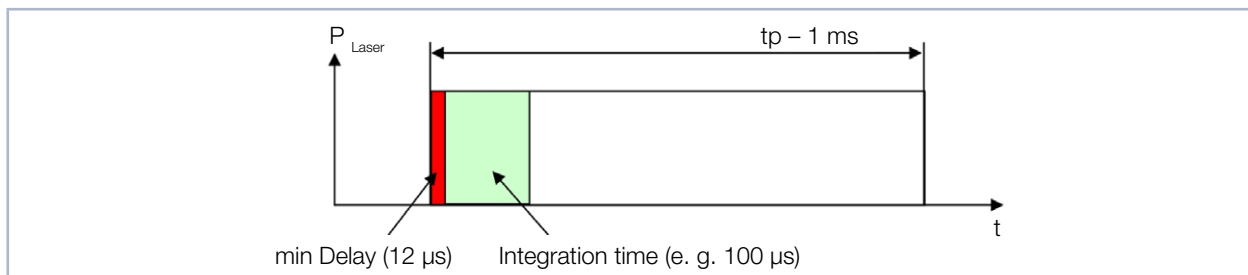 P Laser
tp – 1 ms
t
min Delay (12 µs)
Integration time (e. g. 100 µs)